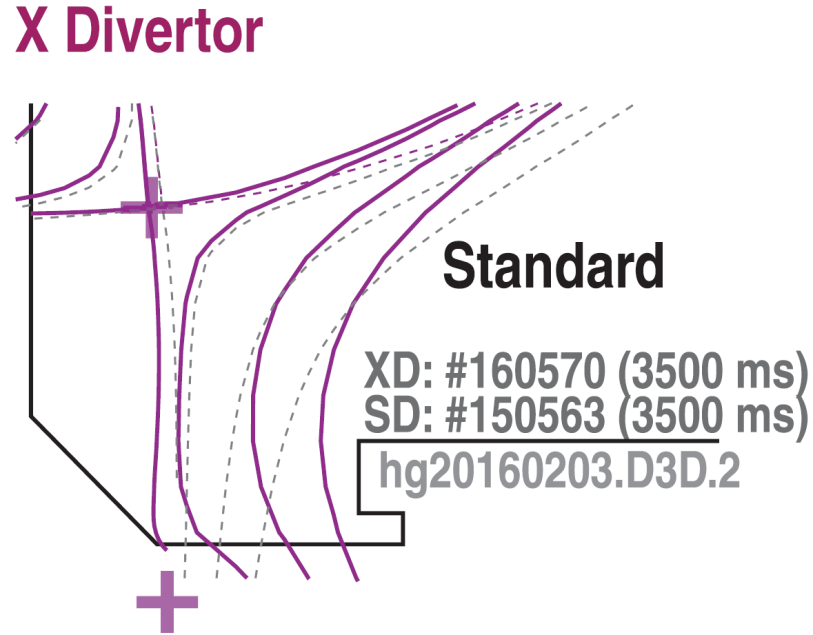 X Divertor
Standard
XD: #160570 (3500 ms)
SD: #150563 (3500 ms)
hg20160203.D3D.2